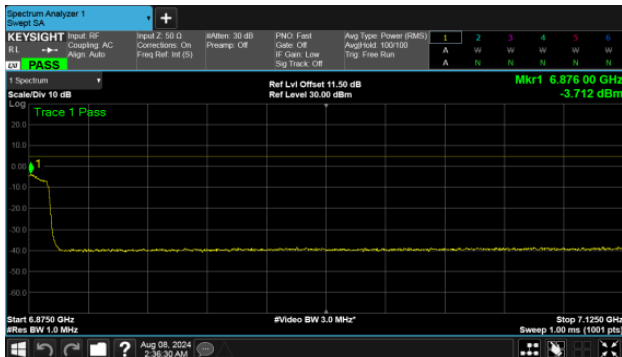 Spectrum Analyzer 1
Swept SA
+
KEYSIGHT Input: RF Input Z: 50 Ω #Atten: 30 dB PNO: Fast Avg Type: Power (RMS) 1 2 3 4 5 6
RL Coupling: AC Corrections: On Preamp: Off Gate: Off Avg|Hold: 100/100 A W W W W W
Align: Auto Freq Ref: Int (S) IF Gain: Low Trig: Free Run
LXI PASS Sig Track: Off A N N N N N
1 Spectrum Ref Lvl Offset 11.50 dB Mkr1 6.876 00 GHz
Scale/Div 10 dB Ref Level 30.00 dBm -3.712 dBm
Log
Trace 1 Pass
20.0
10.0
0.00 1
-10.0
-20.0
-30.0
-40.0
-50.0
-60.0
Start 6.8750 GHz #Video BW 3.0 MHz* Stop 7.1250 GHz
#Res BW 1.0 MHz Sweep 1.00 ms (1001 pts)
? Aug 08, 2024
2:36:30 AM